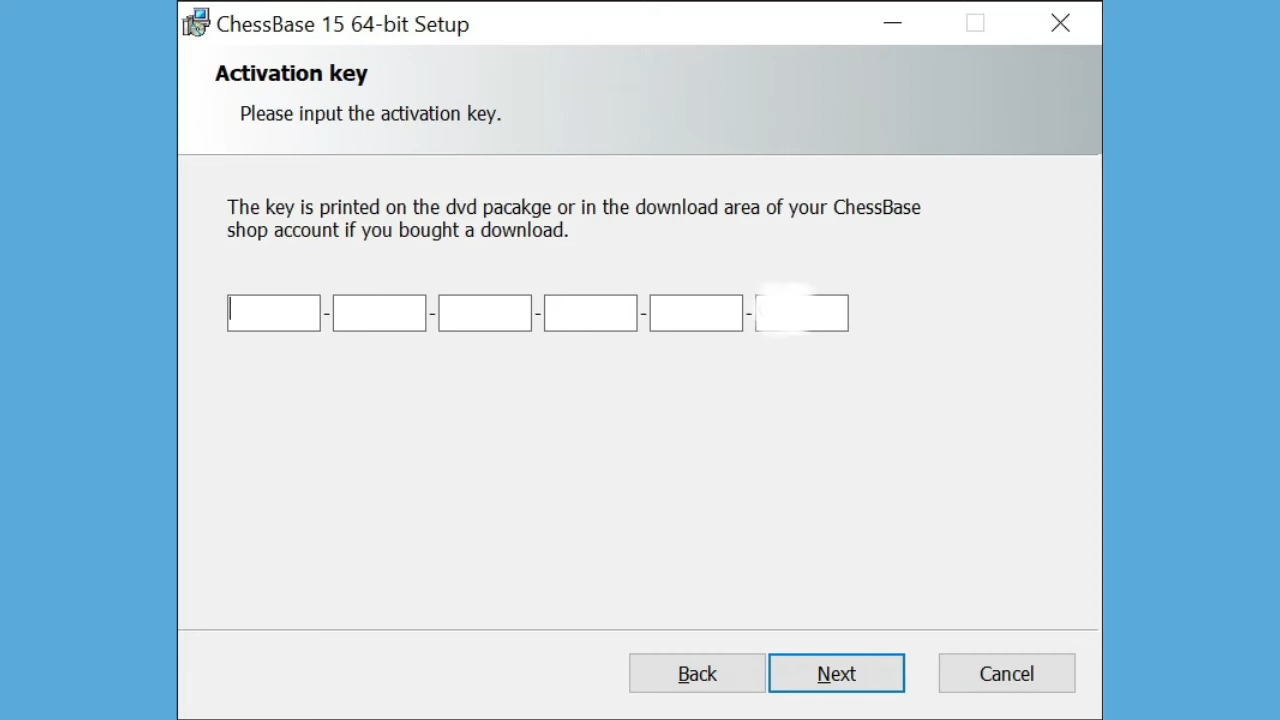 ChessBase 15 64-bit Setup
Activation key
Please input the activation key.
The key is printed on the dvd pacakge or in the download area of your ChessBase
shop account if you bought a download.
- - - - -
Back Next Cancel